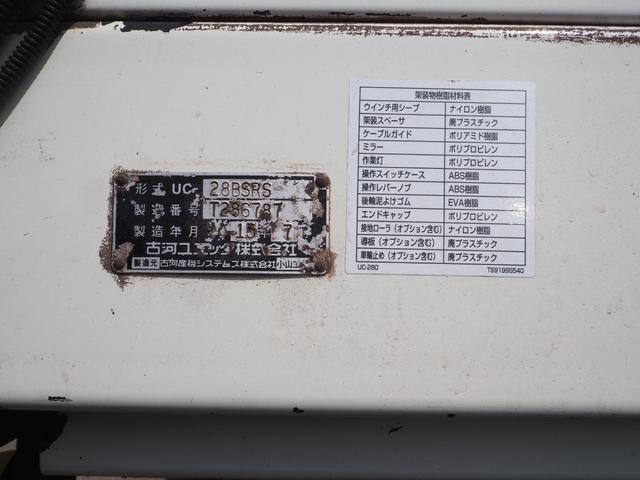 形式 UC- 28BSRS
製造番号 T286787
製造年月 15 7
古河ユニック株式会社
製造元 古河産機システムズ株式会社小山工場
架装物樹脂材料表
ウインチ用シーブ ナイロン樹脂
架装スペーサ 廃プラスチック
ケーブルガイド ポリアミド樹脂
ミラー ポリプロピレン
作業灯 ポリプロピレン
操作スイッチケース ABS樹脂
操作レバーノブ ABS樹脂
後輪泥よけゴム EVA樹脂
エンドキャップ ポリプロピレン
接地ローラ（オプション含む） ナイロン樹脂
導板（オプション含む） 廃プラスチック
車輪止め（オプション含む） 廃プラスチック
UC-280 TS91995540